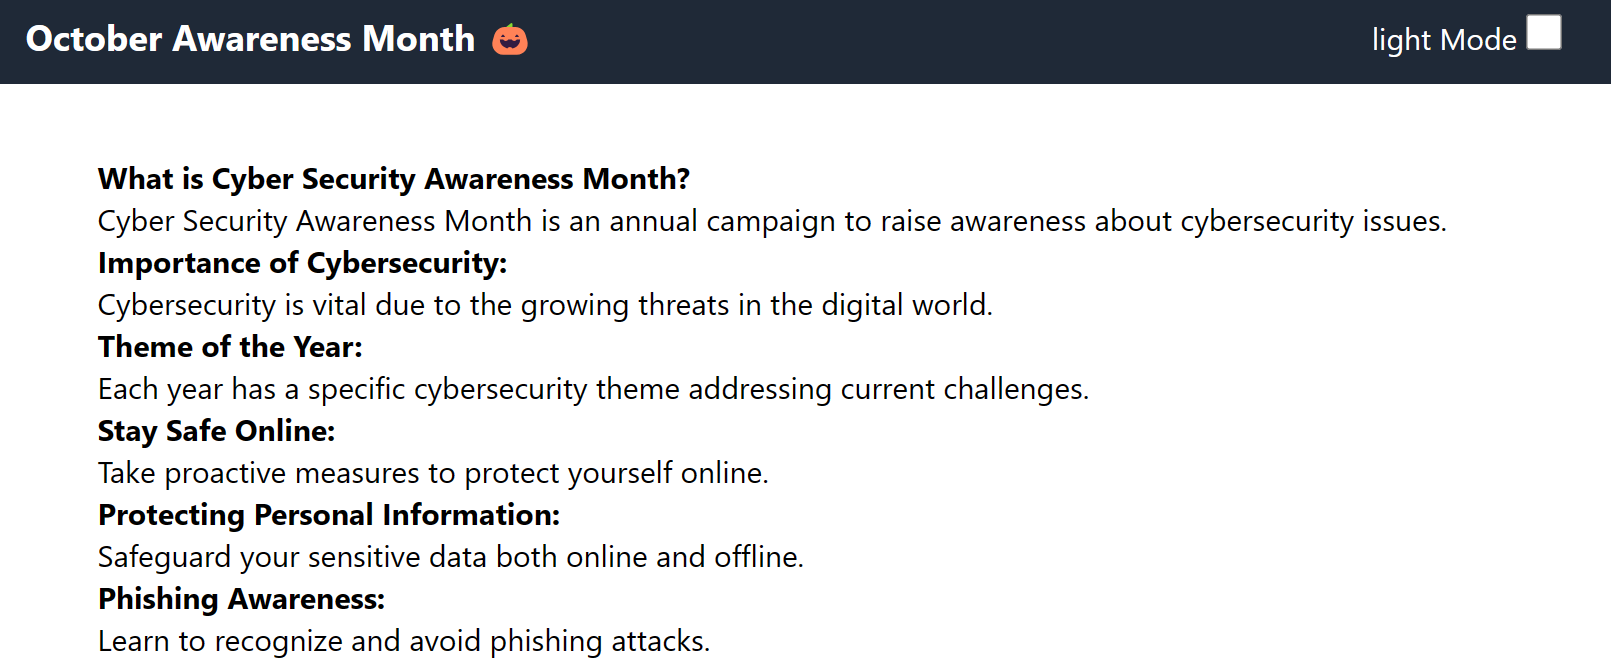 October Awareness Month 🎃
light Mode
What is Cyber Security Awareness Month?
Cyber Security Awareness Month is an annual campaign to raise awareness about cybersecurity issues.
Importance of Cybersecurity:
Cybersecurity is vital due to the growing threats in the digital world.
Theme of the Year:
Each year has a specific cybersecurity theme addressing current challenges.
Stay Safe Online:
Take proactive measures to protect yourself online.
Protecting Personal Information:
Safeguard your sensitive data both online and offline.
Phishing Awareness:
Learn to recognize and avoid phishing attacks.